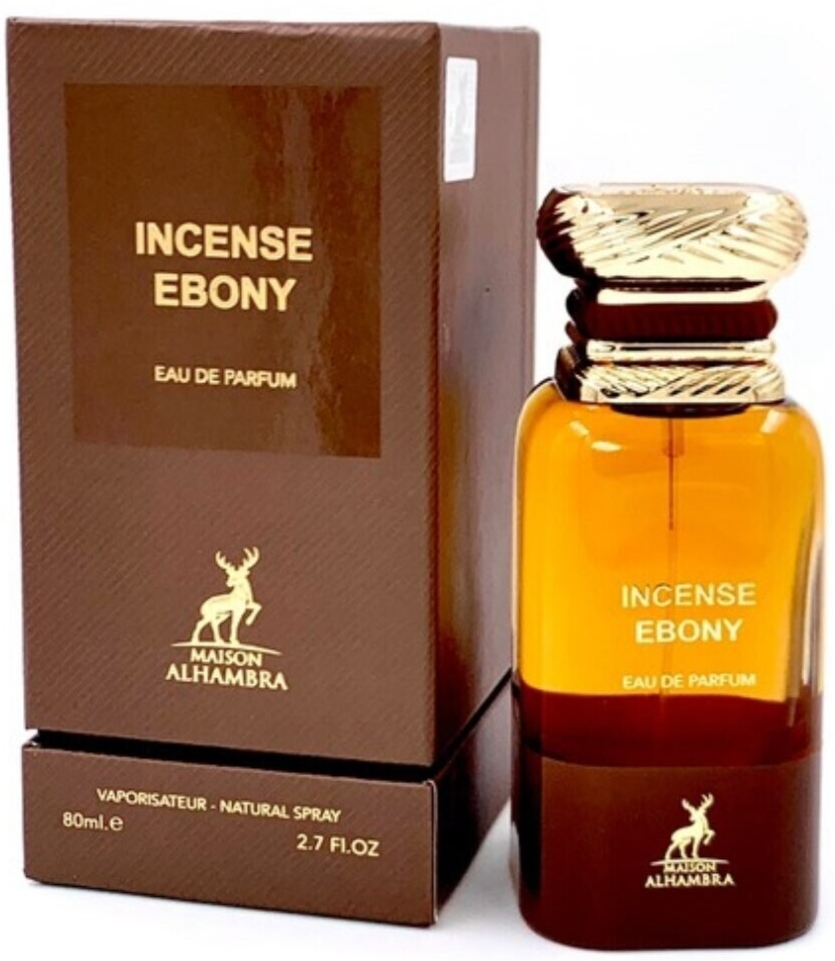 INCENSE
EBONY
EAU DE PARFUM
MAISON
ALHAMBRA
VAPORISATEUR - NATURAL SPRAY
80ml.e
2.7 Fl.OZ
INCENSE
EBONY
EAU DE PARFUM
MAISON
ALHAMBRA